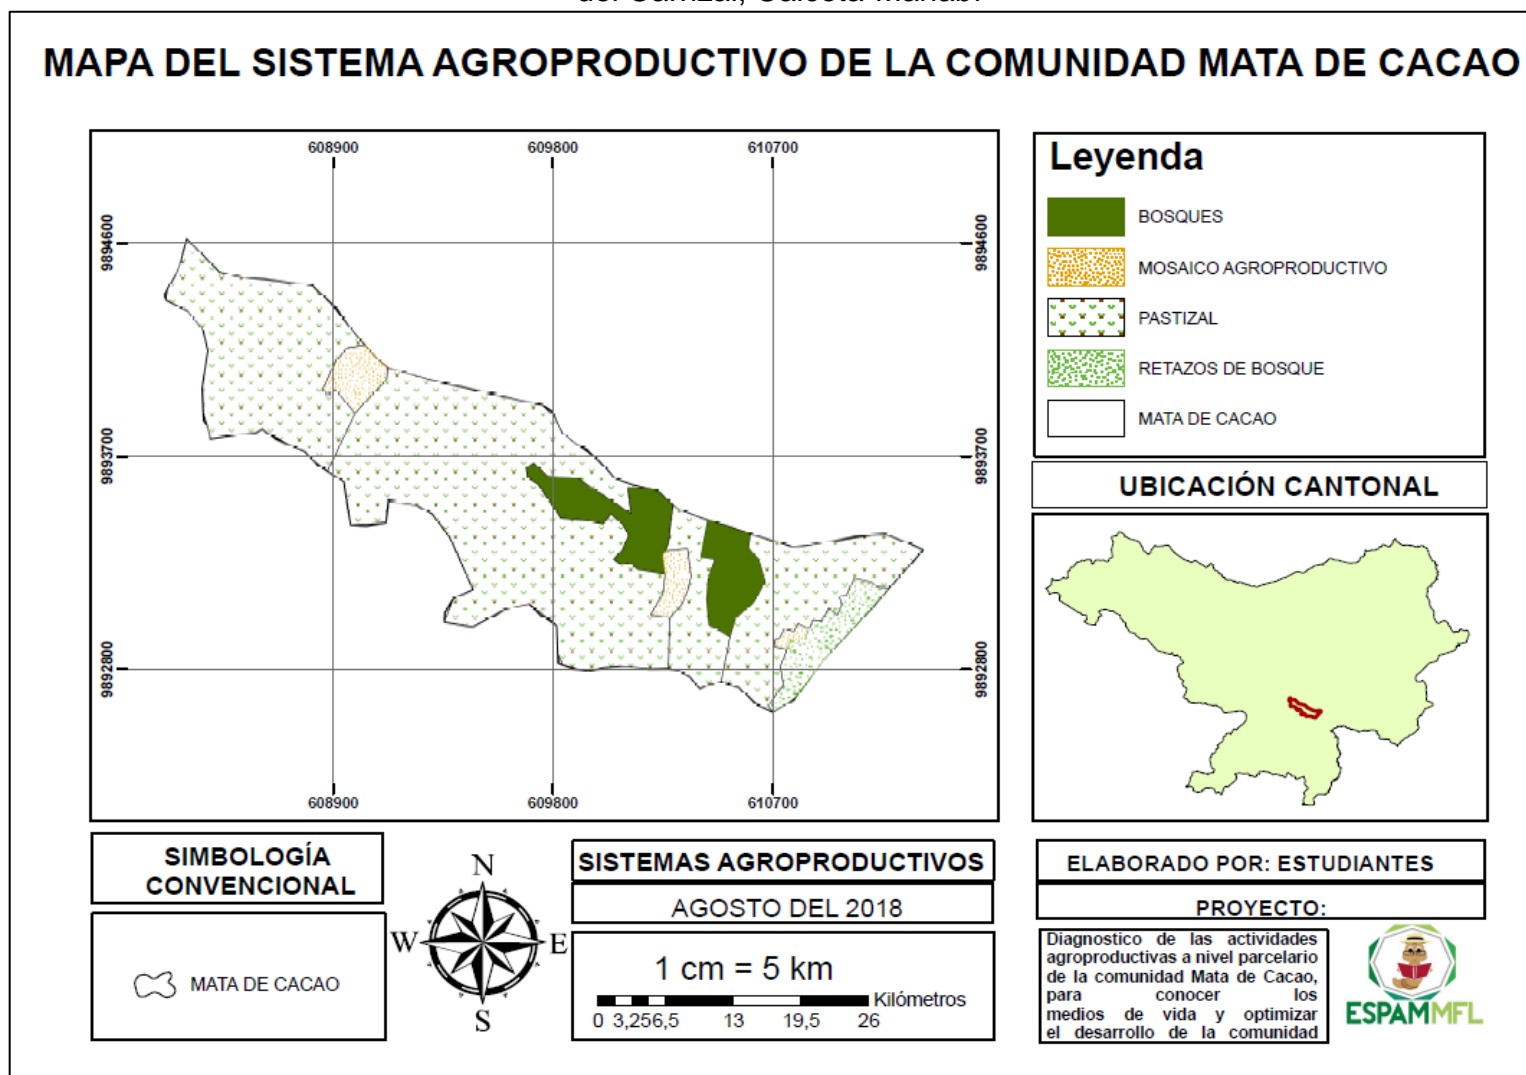 MAPA DEL SISTEMA AGROPRODUCTIVO DE LA COMUNIDAD MATA DE CACAO
608900 609800 610700
9894600 9894600
9893700 9893700
9892800 9892800
608900 609800 610700
Leyenda
BOSQUES
MOSAICO AGROPRODUCTIVO
PASTIZAL
RETAZOS DE BOSQUE
MATA DE CACAO
UBICACIÓN CANTONAL
SIMBOLOGÍA
CONVENCIONAL
MATA DE CACAO
N
W E
S
SISTEMAS AGROPRODUCTIVOS
AGOSTO DEL 2018
1 cm = 5 km
Kilómetros
0 3,256,5 13 19,5 26
ELABORADO POR: ESTUDIANTES
PROYECTO:
Diagnostico de las actividades
agroproductivas a nivel parcelario
de la comunidad Mata de Cacao,
para conocer los
medios de vida y optimizar
el desarrollo de la comunidad
ESPAMMFL